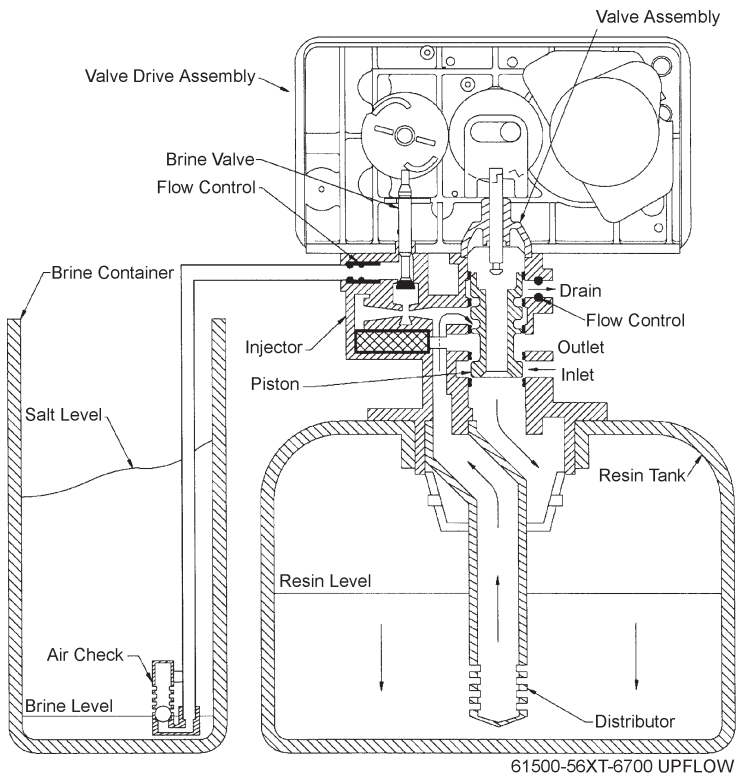 Valve Assembly
Valve Drive Assembly
Brine Valve
Flow Control
Brine Container
Drain
Flow Control
Injector
Outlet
Piston
Inlet
Salt Level
Resin Tank
Resin Level
Air Check
Brine Level
Distributor
61500-56XT-6700 UPFLOW